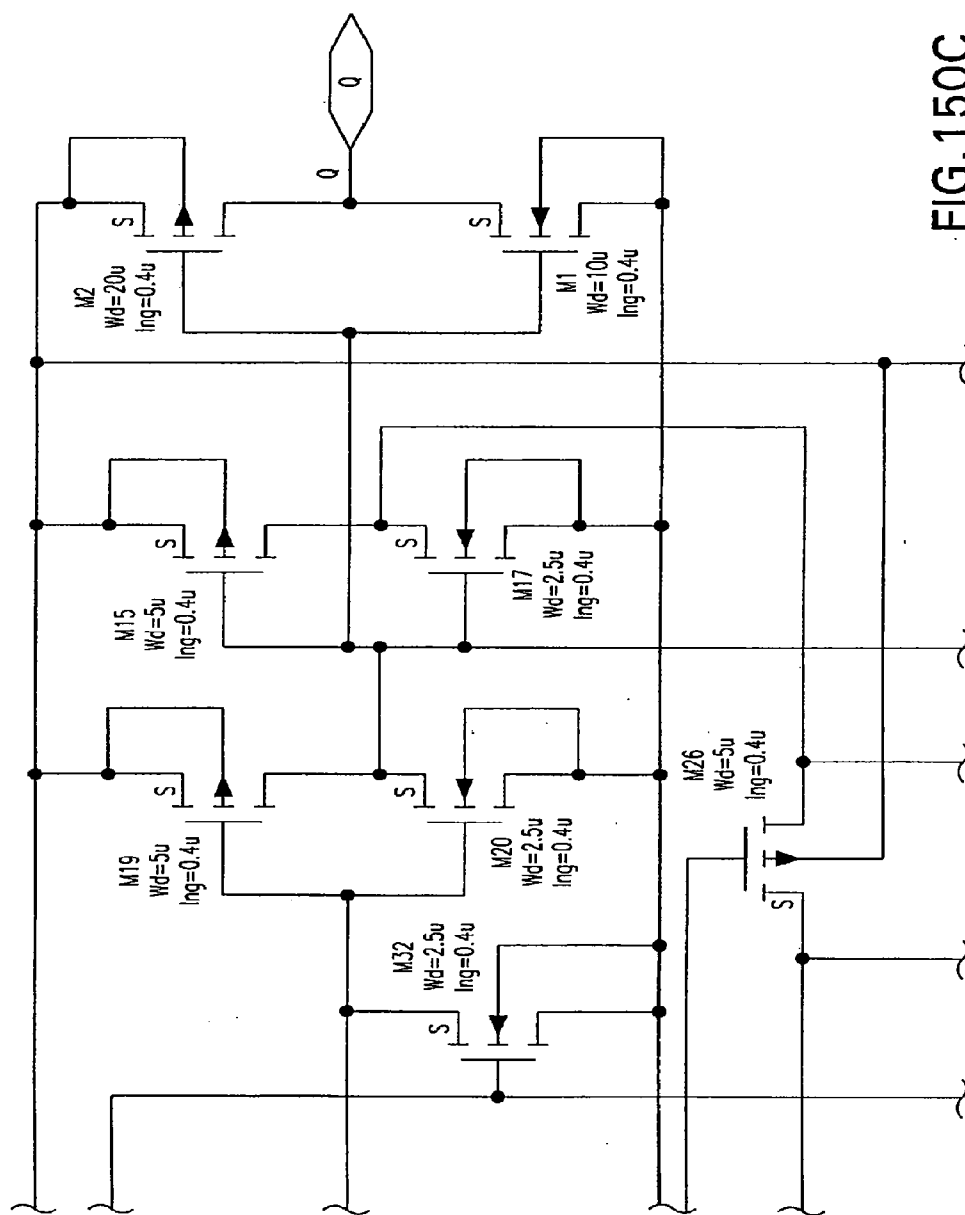 M2
Wd=20u
lng=0.4u
S
Q
Q
M1
Wd=10u
lng=0.4u
S
M15
Wd=5u
lng=0.4u
S
M17
Wd=2.5u
lng=0.4u
S
M19
Wd=5u
lng=0.4u
S
M20
Wd=2.5u
lng=0.4u
S
M32
Wd=2.5u
lng=0.4u
S
M26
Wd=5u
lng=0.4u
S
FIG.150C